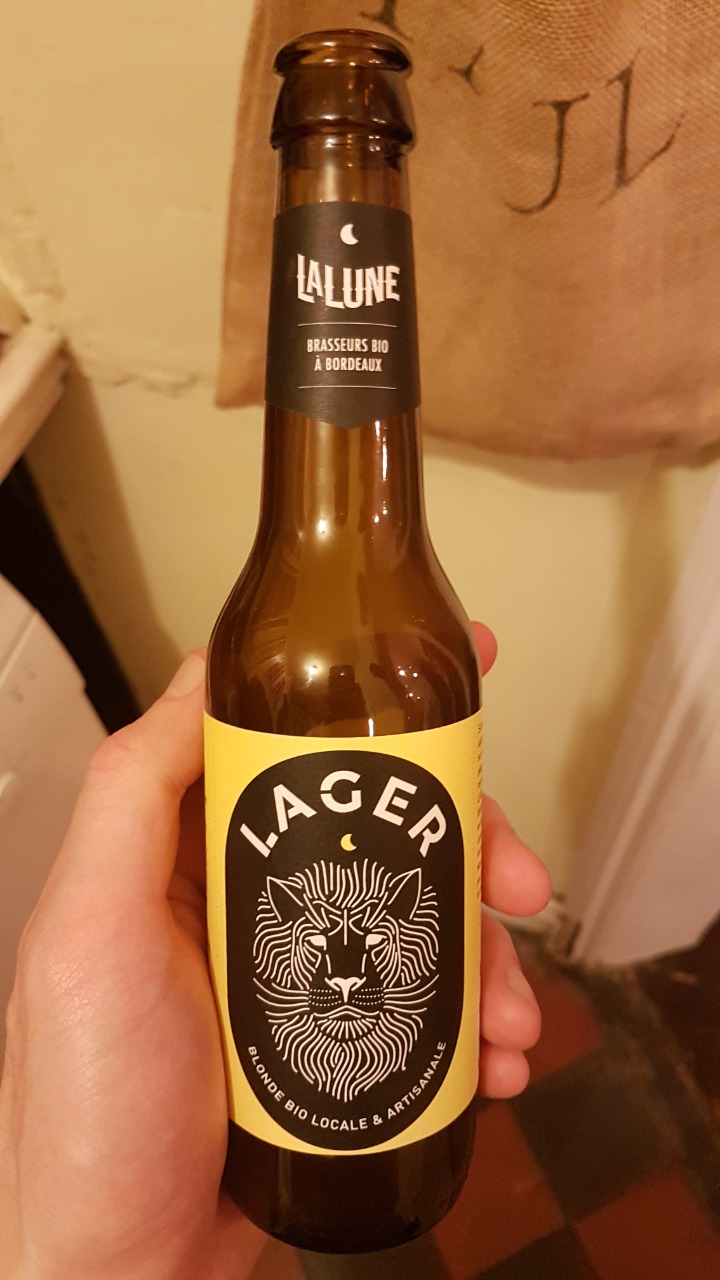 LALUNE
BRASSEURS BIO
À BORDEAUX
LAGER
BLONDE BIO LOCALE & ARTISANALE